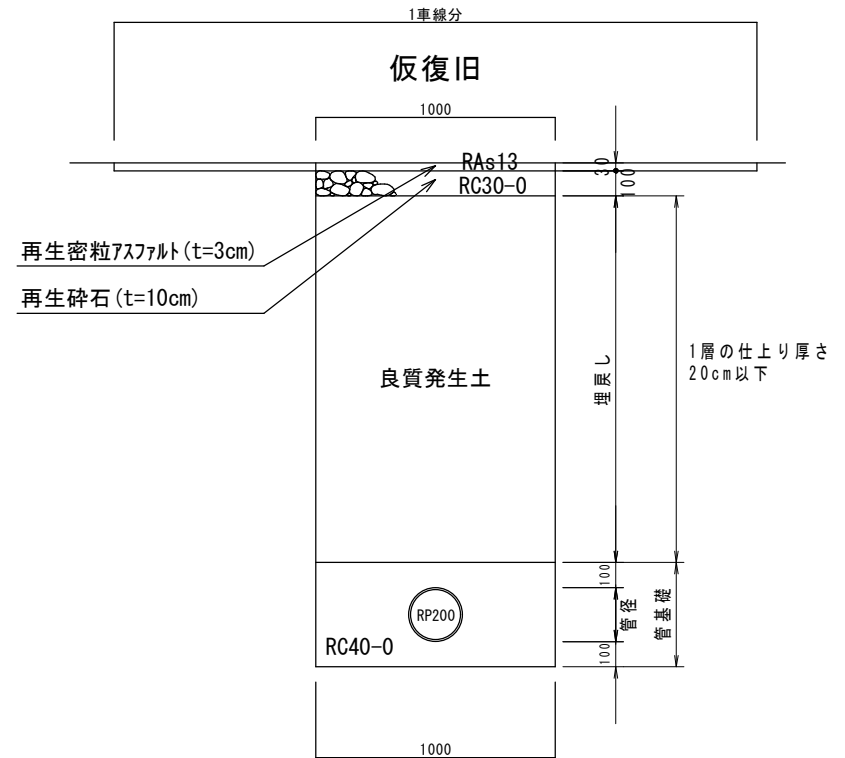 1車線分
仮復旧
1000
RAs13
30
RC30-0
100
再生密粒ｱｽﾌｧﾙﾄ(t=3cm)
再生砕石(t=10cm)
良質発生土
埋戻し
1層の仕上り厚さ
20cm以下
100
RP200
管径
管基礎
RC40-0
100
1000